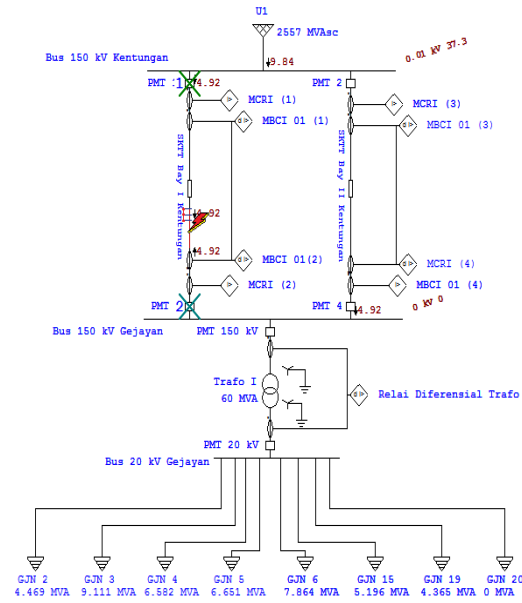 U1
2557 MVAsc
Bus 150 kV Kentungan
9.84
0.01 kV 37.3
PMT 1
4.92
PMT 2
MCRI (1)
MCRI (3)
MBCI 01 (1)
MBCI 01 (3)
SKTT Bay I Kentungan
SKTT Bay II Kentungan
4.92
4.92
MBCI 01(2)
MCRI (4)
MCRI (2)
MBCI 01 (4)
PMT 2
PMT 4
4.92
0 kV 0
Bus 150 kV Gejayan
PMT 150 kV
Trafo I
60 MVA
Relai Diferensial Trafo
PMT 20 kV
Bus 20 kV Gejayan
GJN 2 GJN 3 GJN 4 GJN 5 GJN 6 GJN 15 GJN 19 GJN 20
4.469 MVA 9.111 MVA 6.582 MVA 6.651 MVA 7.864 MVA 5.196 MVA 4.365 MVA 0 MVA